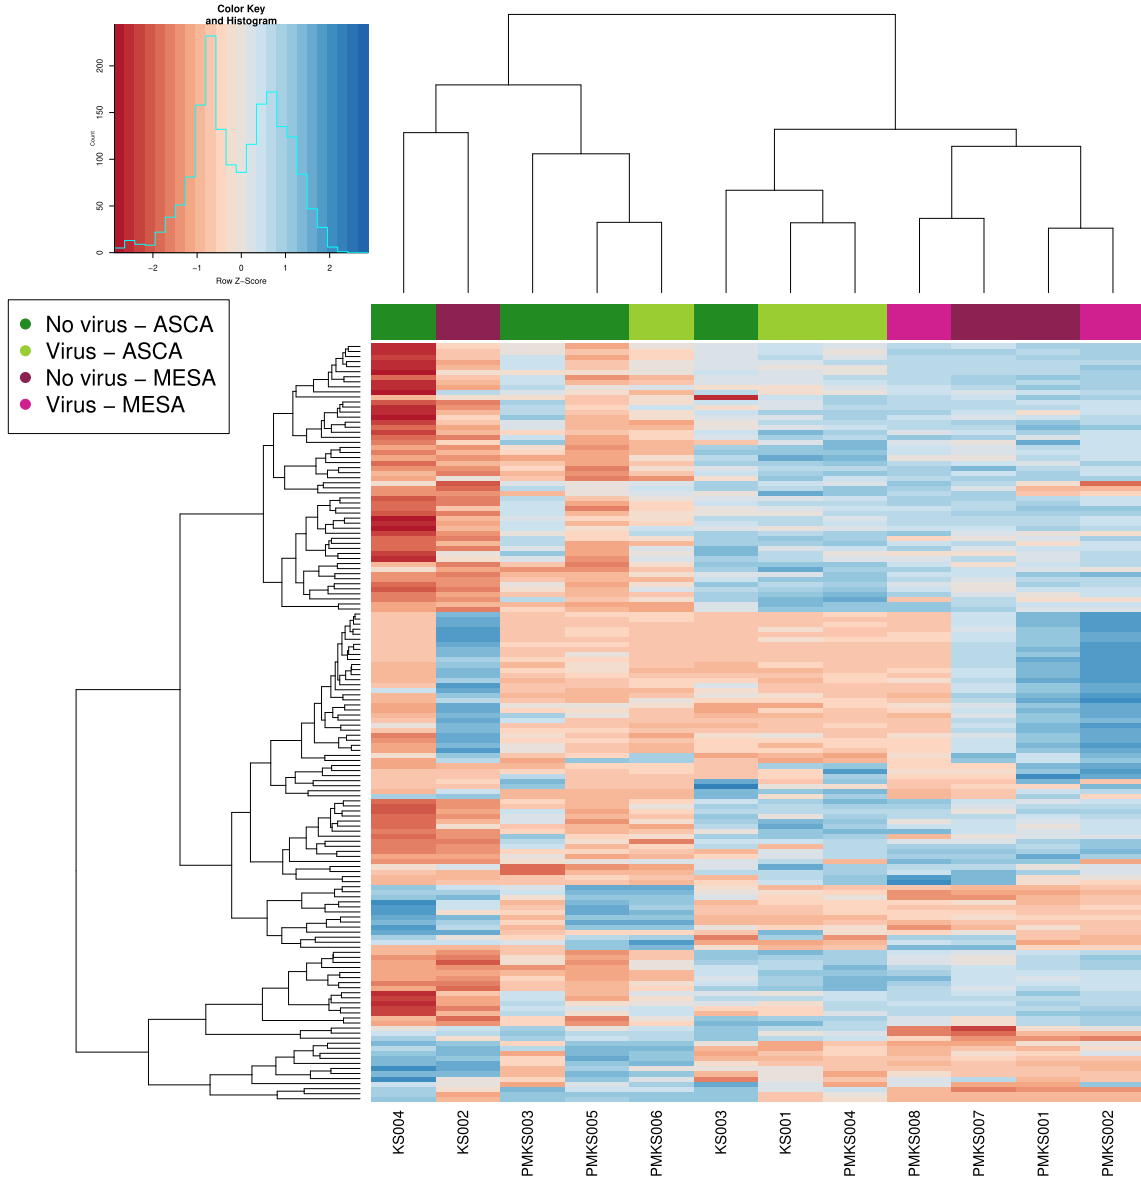 Color Key
and Histogram
Count
0
50
100
150
200
−2
−1
0
1
2
Row Z−Score
No virus − ASCA
Virus − ASCA
No virus − MESA
Virus − MESA
KS004
KS002
PMKS003
PMKS005
PMKS006
KS003
KS001
PMKS004
PMKS008
PMKS007
PMKS001
PMKS002